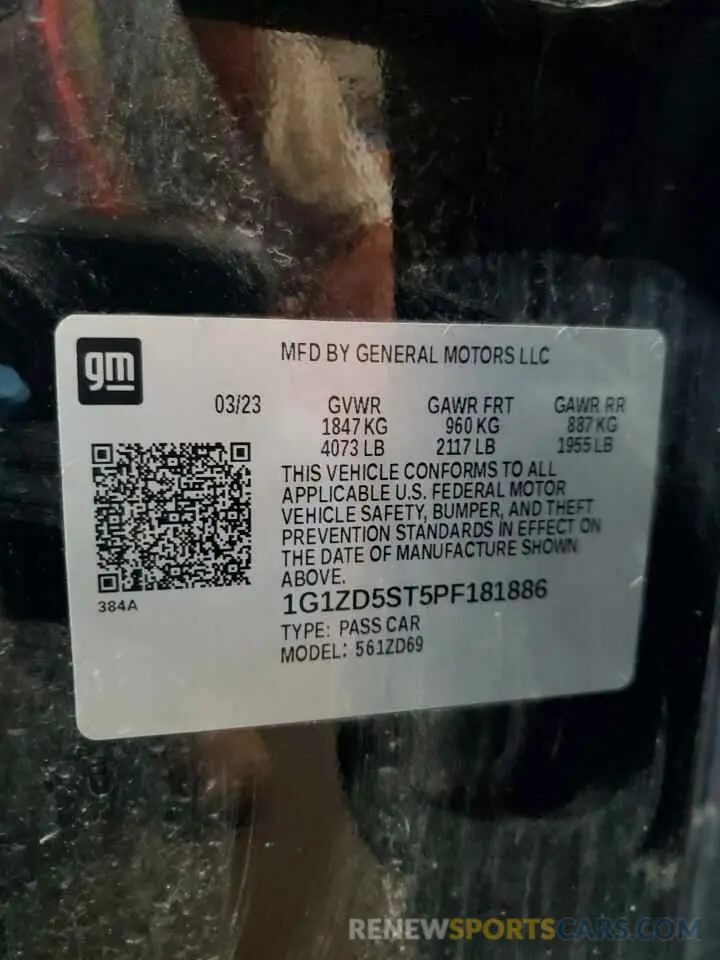 gm
MFD BY GENERAL MOTORS LLC
03/23 GVWR GAWR FRT GAWR RR
1847 KG 960 KG 887 KG
4073 LB 2117 LB 1955 LB
THIS VEHICLE CONFORMS TO ALL
APPLICABLE U.S. FEDERAL MOTOR
VEHICLE SAFETY, BUMPER, AND THEFT
PREVENTION STANDARDS IN EFFECT ON
THE DATE OF MANUFACTURE SHOWN
ABOVE.
384A
1G1ZD5ST5PF181886
TYPE: PASS CAR
MODEL: 561ZD69
RENEWSPORTSCARS.COM